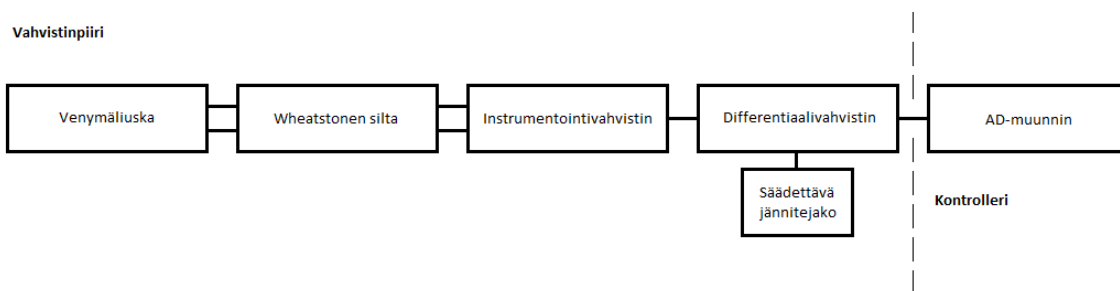 Vahvistinpiiri
Venymäliuska
Wheatstonen silta
Instrumentointivahvistin
Differentiaalivahvistin
AD-muunnin
Säädettävä
jännitejako
Kontrolleri